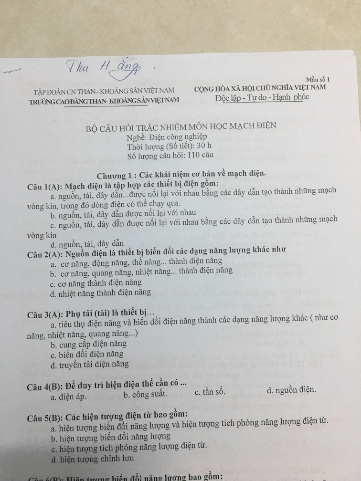 Thu Hằng
Mẫu số 1
TẬP ĐOÀN CN THAN – KHOÁNG SẢN VIỆT NAM
TRƯỜNG CAO ĐẲNG THAN - KHOÁNG SẢN VIỆT NAM
CỘNG HÒA XÃ HỘI CHỦ NGHĨA VIỆT NAM
Độc lập - Tự do - Hạnh phúc
BỘ CÂU HỎI TRẮC NHIỆM MÔN HỌC MẠCH ĐIỆN
Nghề: Điện công nghiệp
Thời lượng (Số tiết): 30 h
Số lượng câu hỏi: 110 câu
Chương 1 : Các khái niệm cơ bản về mạch điện.
Câu 1(A): Mạch điện là tập hợp các thiết bị điện gồm:
a. nguồn, tải, dây dẫn...được nối lại với nhau bằng các dây dẫn tạo thành những mạch
vòng kín, trong đó dòng điện có thể chạy qua.
b. nguồn, tải, dây dẫn được nối lại với nhau
c. nguồn, tải, dây dẫn được nối lại với nhau bằng các dây dẫn tạo thành những mạch
vòng kín
d. nguồn, tải, dây dẫn
Câu 2(A): Nguồn điện là thiết bị biến đổi các dạng năng lượng khác như
a. cơ năng, động năng, thế năng... thành điện năng
b. cơ năng, quang năng, nhiệt năng... thành điện năng
c. cơ năng thành điện năng
d. nhiệt năng thành điện năng
Câu 3(A): Phụ tải (tải) là thiết bị…
a. tiêu thụ điện năng và biến đổi điện năng thành các dạng năng lượng khác ( như cơ
năng, nhiệt năng, quang năng...)
b. cung cấp điện năng
c. biến đổi điện năng
d. truyền tải điện năng
Câu 4(B): Để duy trì hiệu điện thế cần có ...
a. điện áp. b. công suất. c. tần số. d. nguồn điện.
Câu 5(B): Các hiện tượng điện từ bao gồm:
a. hiện tượng biến đổi năng lượng và hiện tượng tích phóng năng lượng điện từ.
b. hiện tượng biến đổi năng lượng
c. hiện tượng tích phóng năng lượng điện từ.
d. hiện tượng chỉnh lưu
Câu 6(B): Hiện tượng biến đổi năng lượng bao gồm: